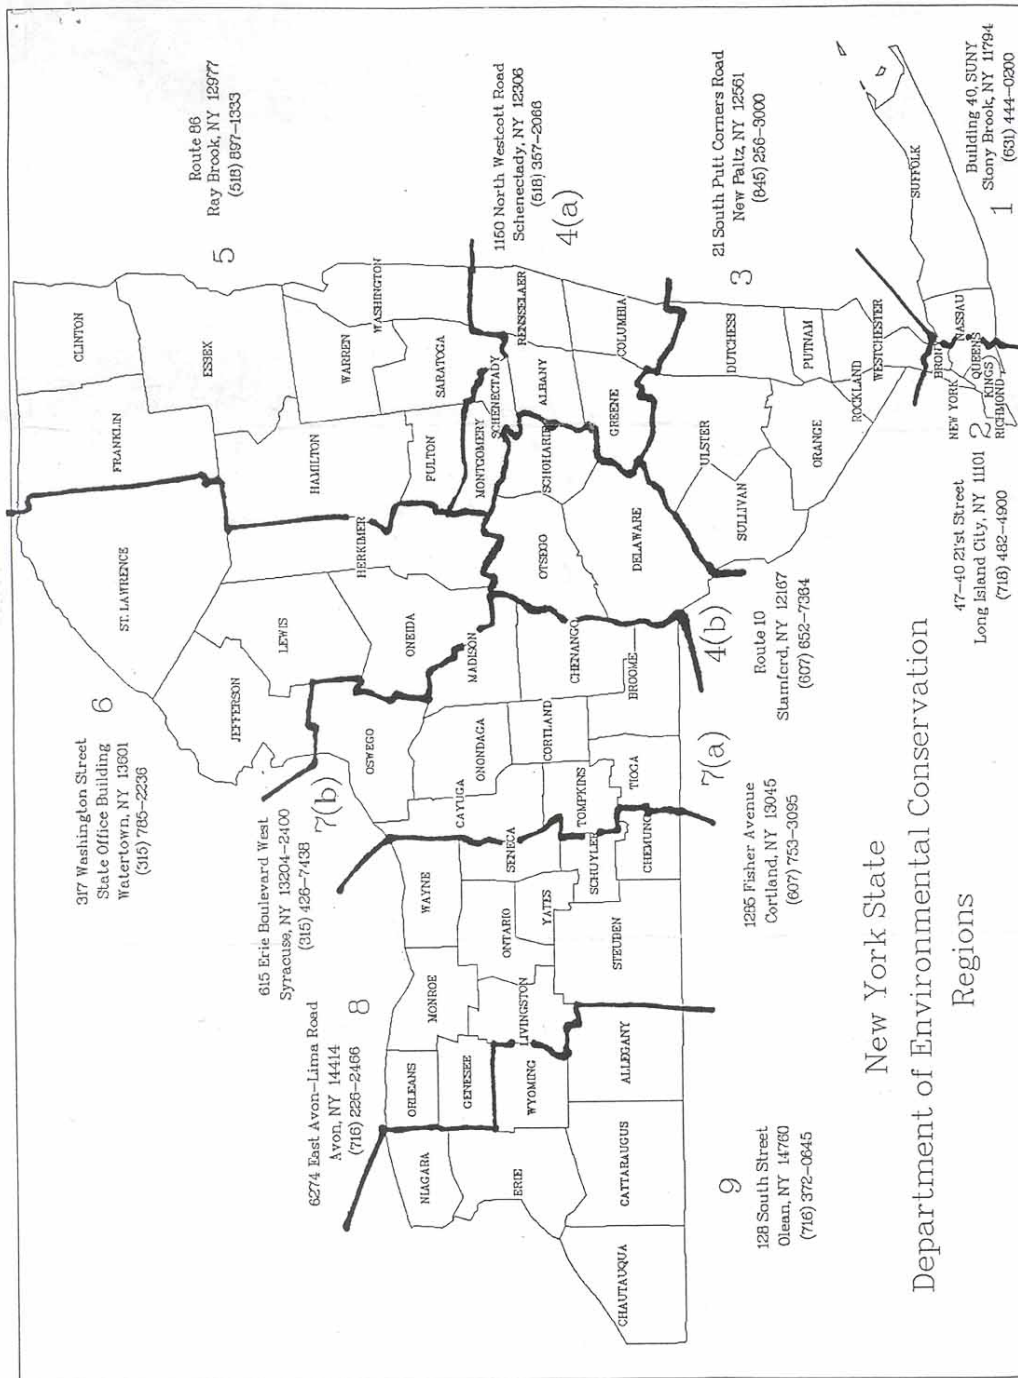 317 Washington Street
State Office Building
Watertown, NY 13601
(315) 785-2236
6
Route 86
Ray Brook, NY 12977
(518) 897-1333
5
615 Erie Boulevard West
Syracuse, NY 13204-2400
(315) 426-7438
7(b)
6274 East Avon-Lima Road
Avon, NY 14414
(716) 226-2466
8
1150 North Westcott Road
Schenectady, NY 12306
(518) 357-2068
4(a)
21 South Putt Corners Road
New Paltz, NY 12561
(845) 256-3000
3
CLINTON
FRANKLIN
ST. LAWRENCE
ESSEX
JEFFERSON
LEWIS
HERKIMER
HAMILTON
WARREN
WASHINGTON
OSWEGO
ONEIDA
FULTON
SARATOGA
NIAGARA
ORLEANS
MONROE
WAYNE
CAYUGA
ONONDAGA
MADISON
MONTGOMERY
SCHENECTADY
RENSSELAER
ERIE
GENESEE
WYOMING
LIVINGSTON
ONTARIO
YATES
SENECA
CORTLAND
CHENANGO
OTSEGO
SCHOHARIE
ALBANY
COLUMBIA
GREENE
CHAUTAUQUA
CATTARAUGUS
ALLEGANY
STEUDEN
SCHUYLER
CHEMUNG
TOMPKINS
TIOGA
BROOME
DELAWARE
ULSTER
DUTCHESS
SULLIVAN
ORANGE
PUTNAM
ROCKLAND
WESTCHESTER
NEW YORK
BRONX
QUEENS
KINGS
RICHMOND
NASSAU
SUFFOLK
9
128 South Street
Olean, NY 14760
(716) 372-0645
7(a)
1285 Fisher Avenue
Cortland, NY 13045
(607) 753-3095
4(b)
Route 10
Stamford, NY 12167
(607) 652-7364
2
47-40 21'st Street
Long Island City, NY 11101
(718) 482-4900
Building 40, SUNY
Stony Brook, NY 11794
(631) 444-0200
1
New York State
Department of Environmental Conservation
Regions